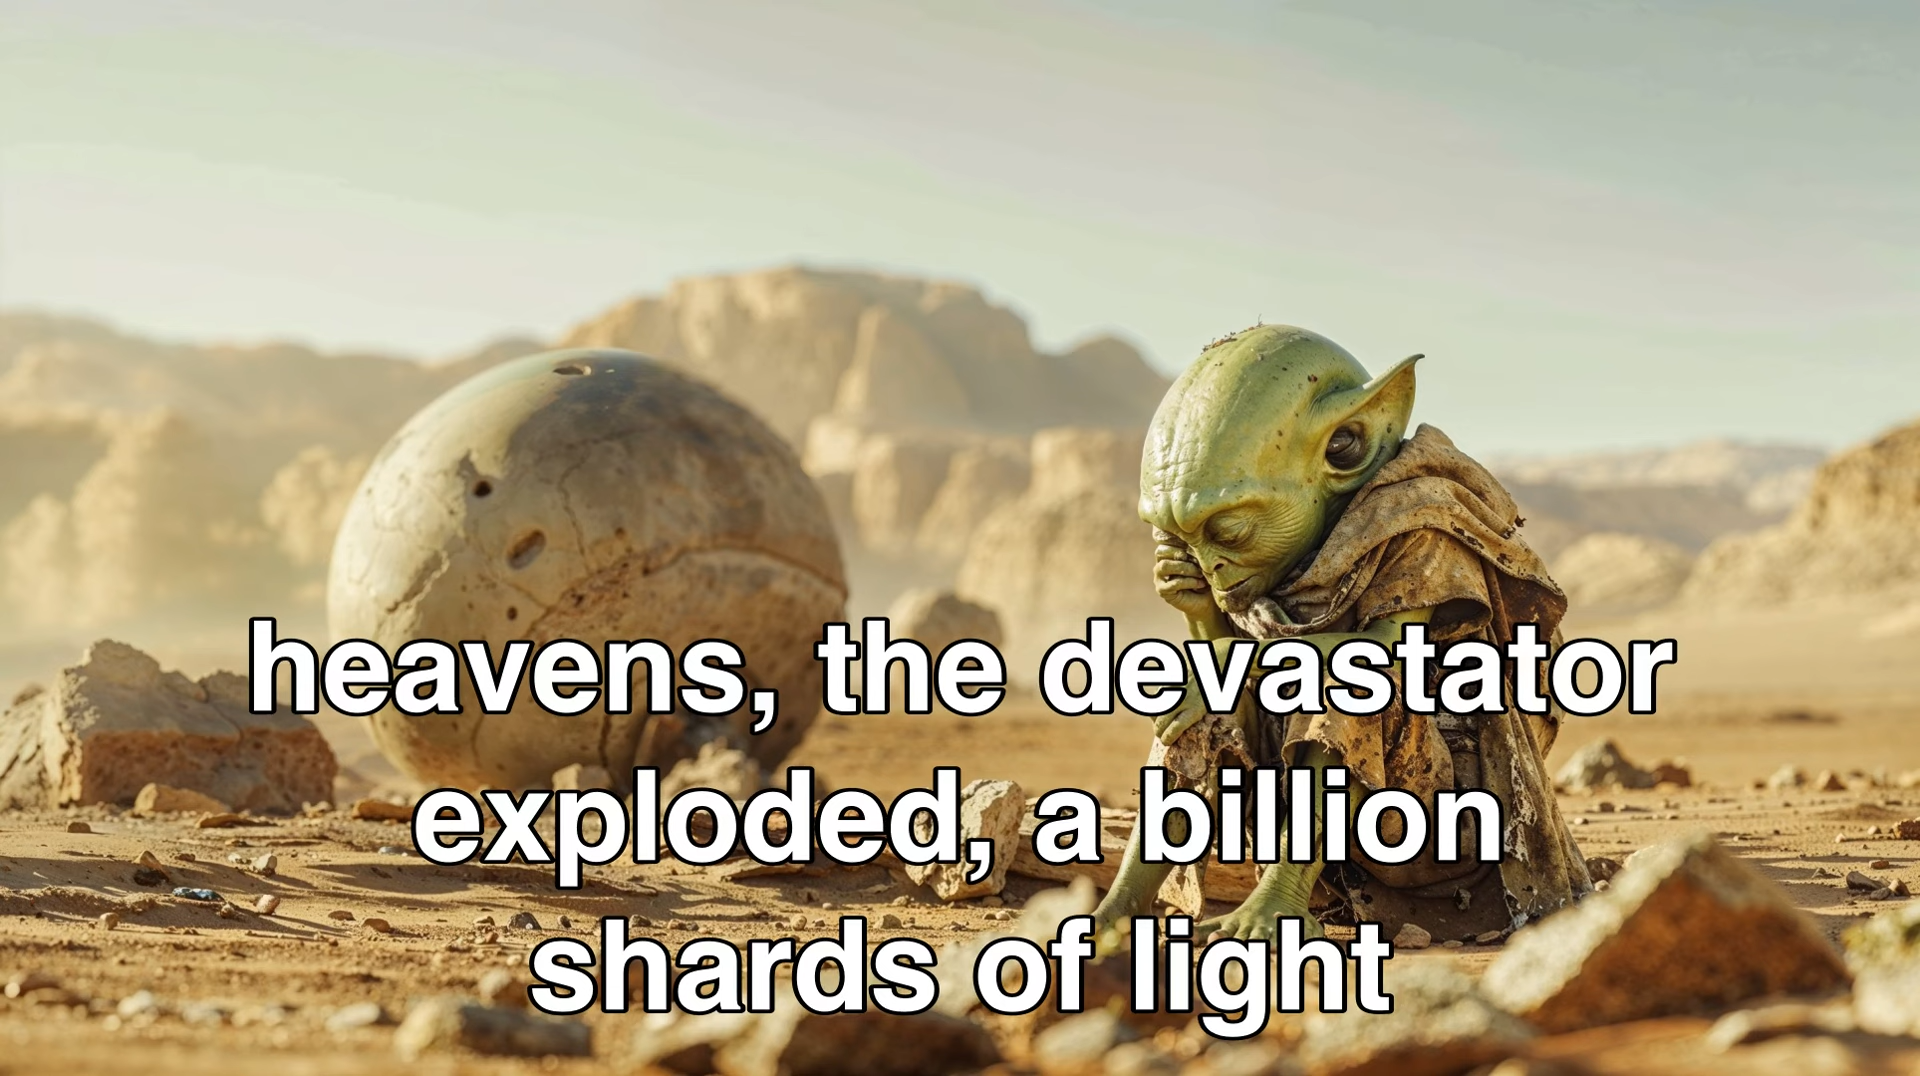 heavens, the devastator
exploded, a billion
shards of light